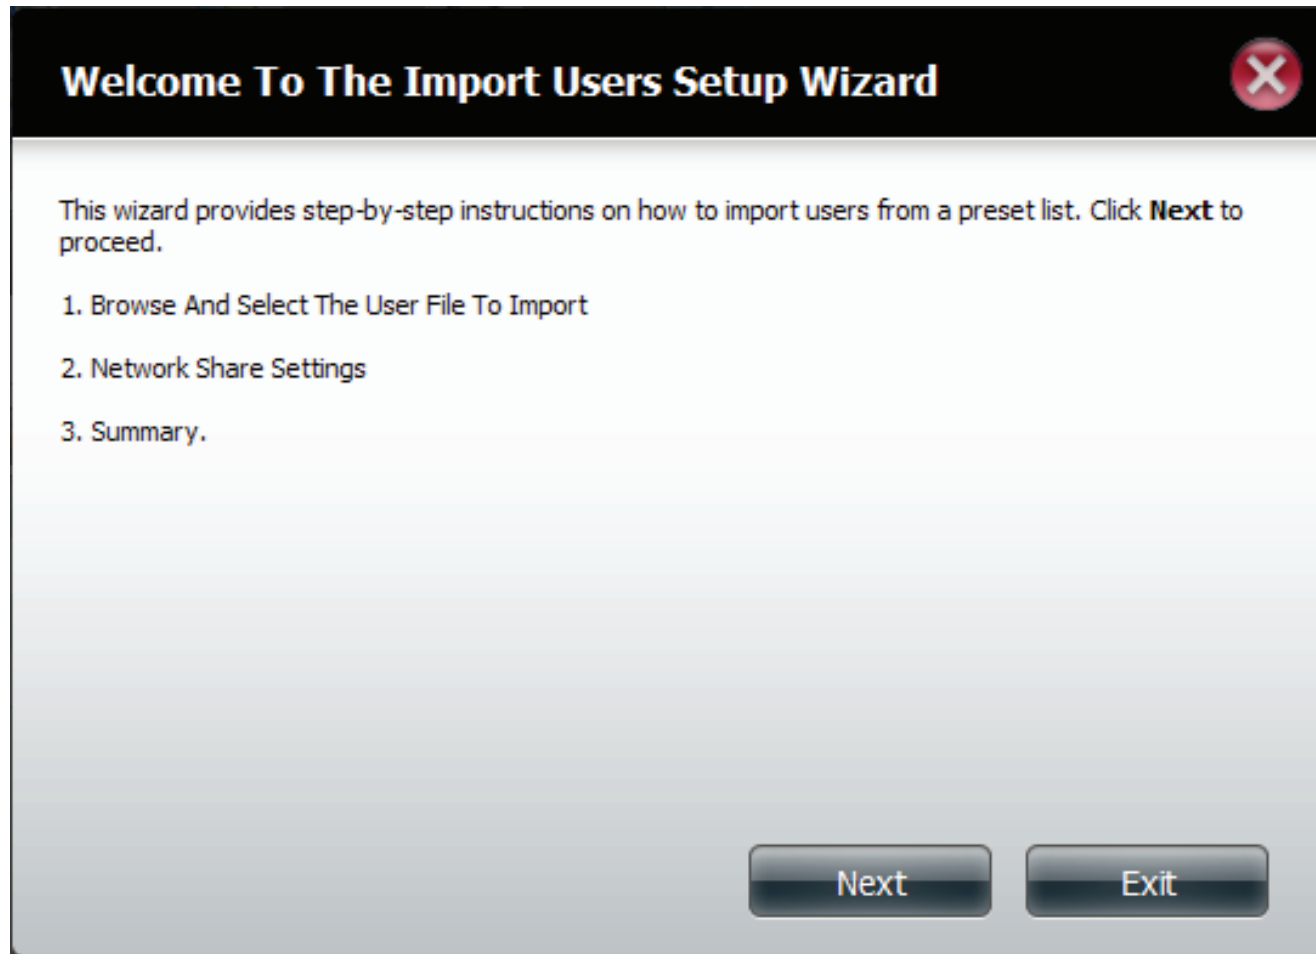 Welcome To The Import Users Setup Wizard
This wizard provides step-by-step instructions on how to import users from a preset list. Click Next to
proceed.
1. Browse And Select The User File To Import
2. Network Share Settings
3. Summary.
Next
Exit